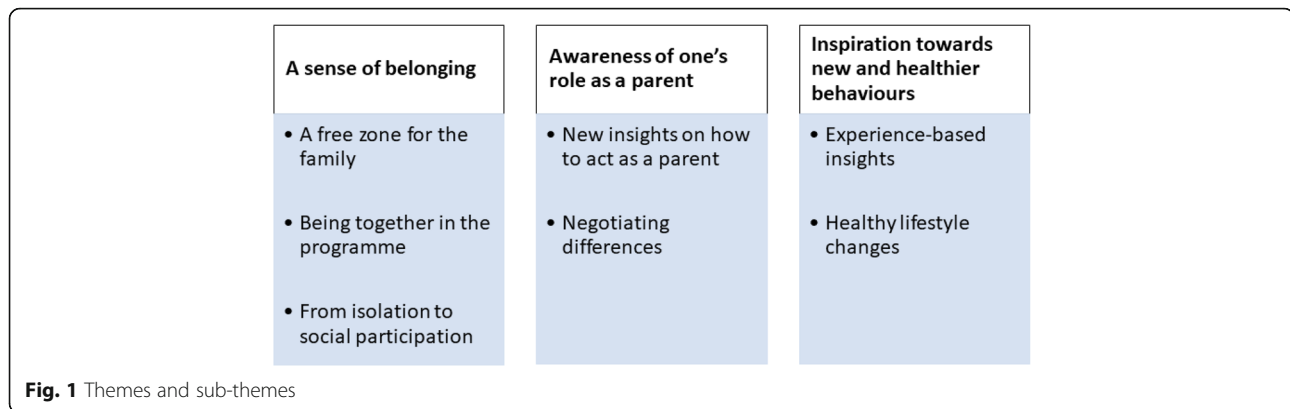 A sense of belonging
• A free zone for the
family
• Being together in the
programme
• From isolation to
social participation
Awareness of one's
role as a parent
• New insights on how
to act as a parent
• Negotiating
differences
Inspiration towards
new and healthier
behaviours
• Experience-based
insights
• Healthy lifestyle
changes
Fig. 1 Themes and sub-themes